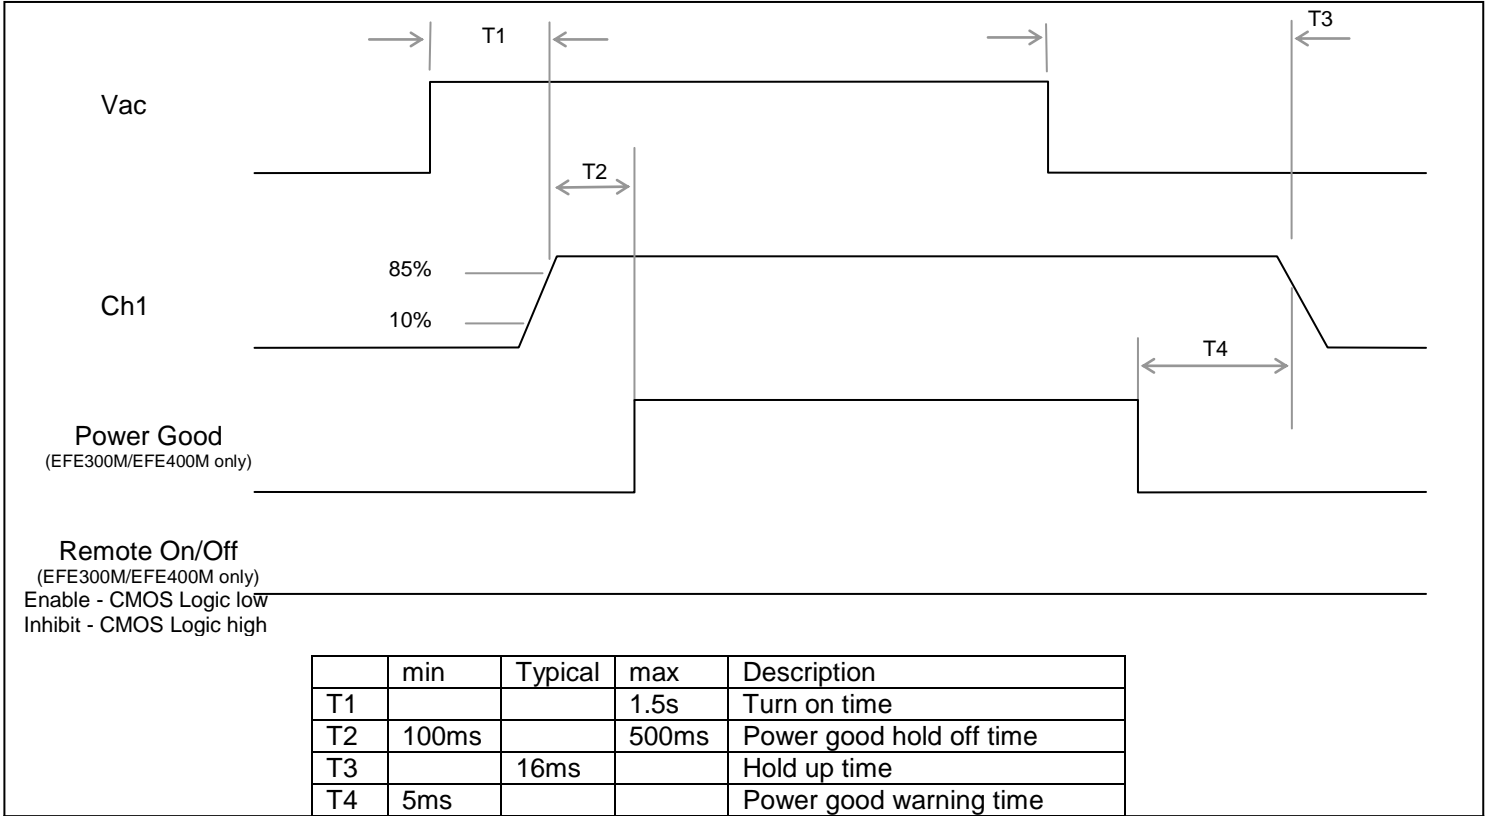 T1
T3
Vac
T2
85%
Ch1
10%
T4
Power Good
(EFE300M/EFE400M only)
Remote On/Off
(EFE300M/EFE400M only)
Enable - CMOS Logic low
Inhibit - CMOS Logic high
min Typical max Description
T1 1.5s Turn on time
T2 100ms 500ms Power good hold off time
T3 16ms Hold up time
T4 5ms Power good warning time